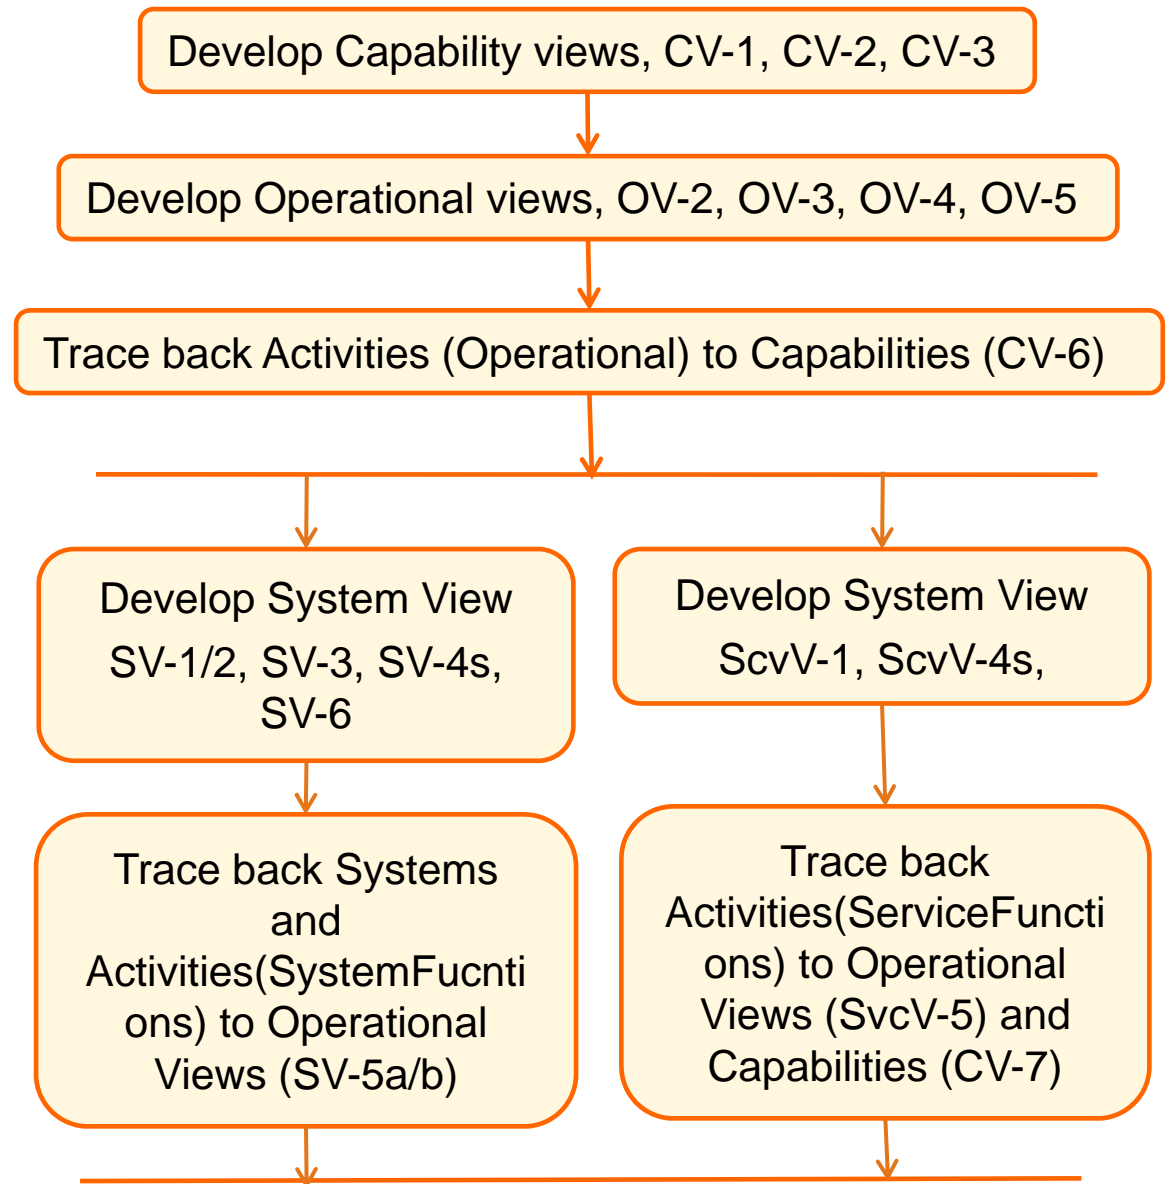 Develop Capability views, CV-1, CV-2, CV-3
Develop Operational views, OV-2, OV-3, OV-4, OV-5
Trace back Activities (Operational) to Capabilities (CV-6)
Develop System View
SV-1/2, SV-3, SV-4s,
SV-6
Develop System View
ScvV-1, ScvV-4s,
Trace back Systems
and
Activities(SystemFucnti
ons) to Operational
Views (SV-5a/b)
Trace back
Activities(ServiceFuncti
ons) to Operational
Views (SvcV-5) and
Capabilities (CV-7)